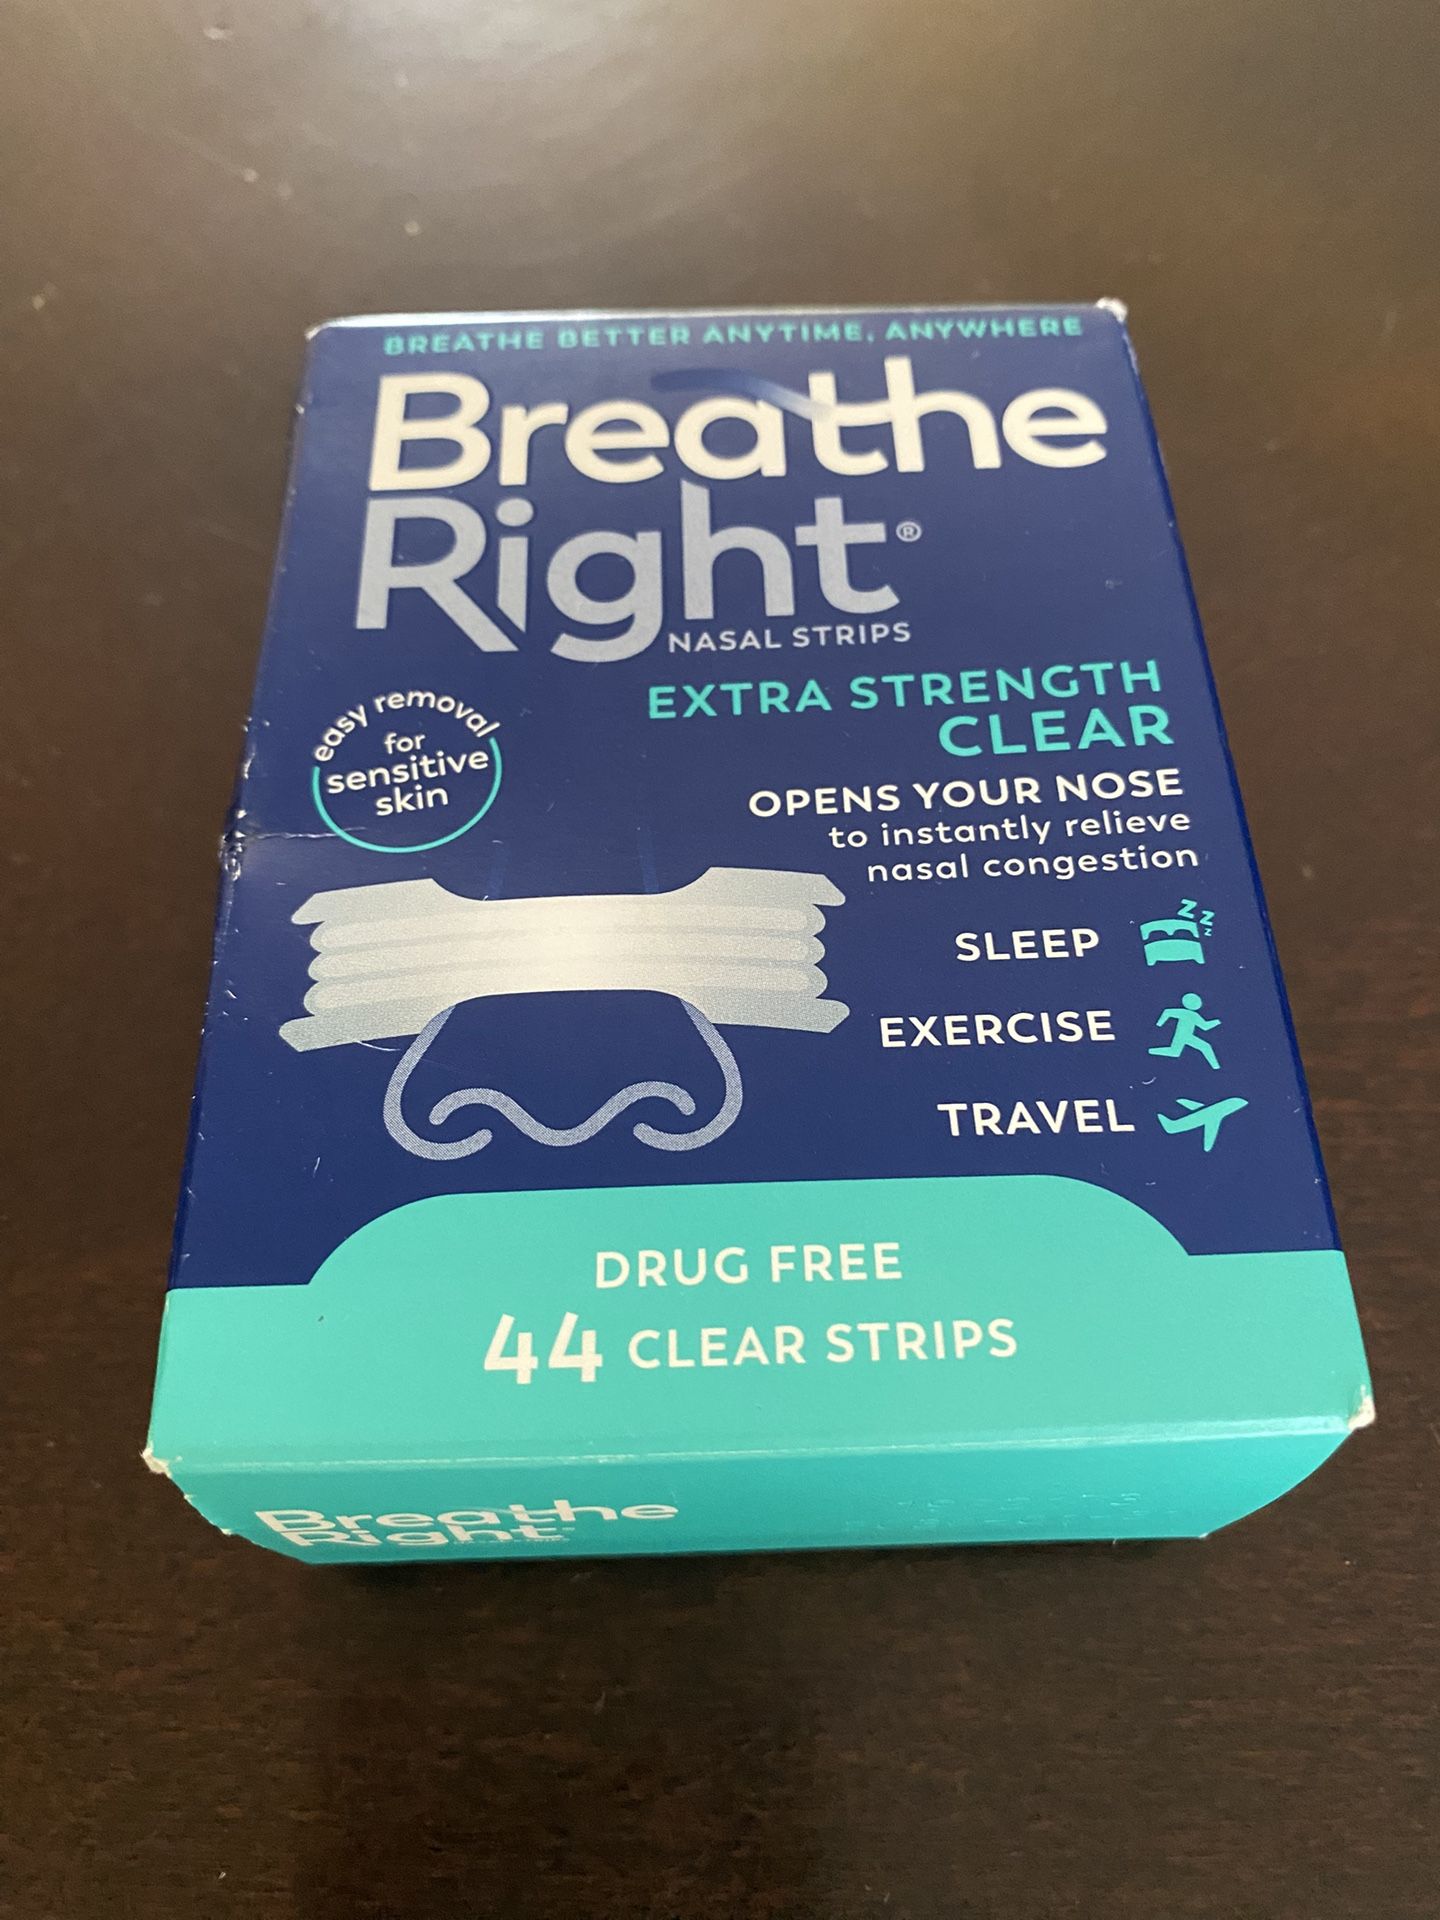 BREATHE BETTER ANYTIME, ANYWHERE
Breathe
Right®
NASAL STRIPS
EXTRA STRENGTH
CLEAR
easy removal
for
sensitive
skin
OPENS YOUR NOSE
to instantly relieve
nasal congestion
SLEEP
z z z
EXERCISE
TRAVEL
DRUG FREE
44 CLEAR STRIPS
Breathe
Right